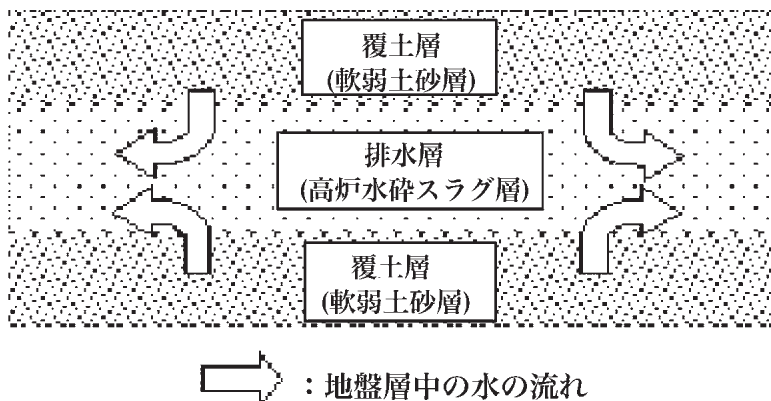 覆土層
(軟弱土砂層)
排水層
(高炉水砕スラグ層)
覆土層
(軟弱土砂層)
：地盤層中の水の流れ